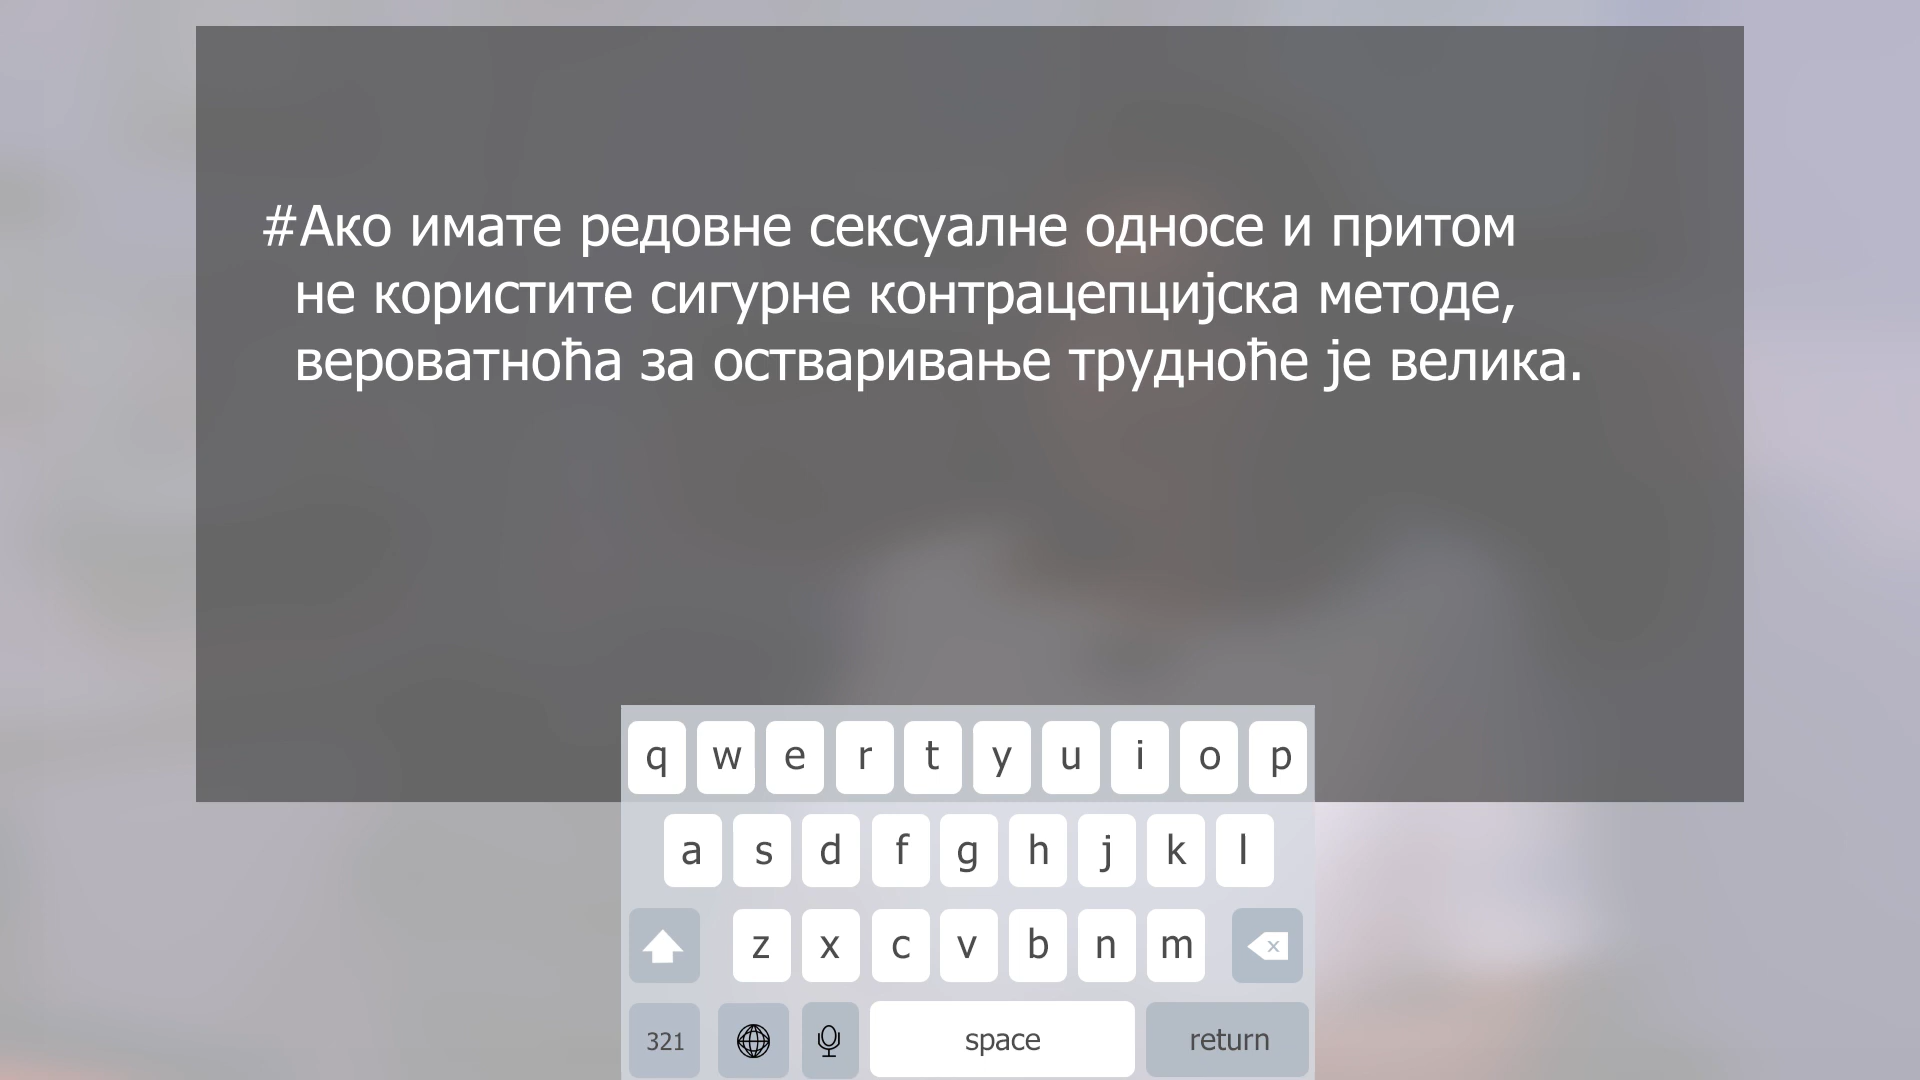 #Ако имате редовне сексуалне односе и притом
не користите сигурне контрацепцијска методе,
вероватноћа за остваривање трудноће је велика.
q w e r t y u i o p
a s d f g h j k l
z x c v b n m x
321 space return